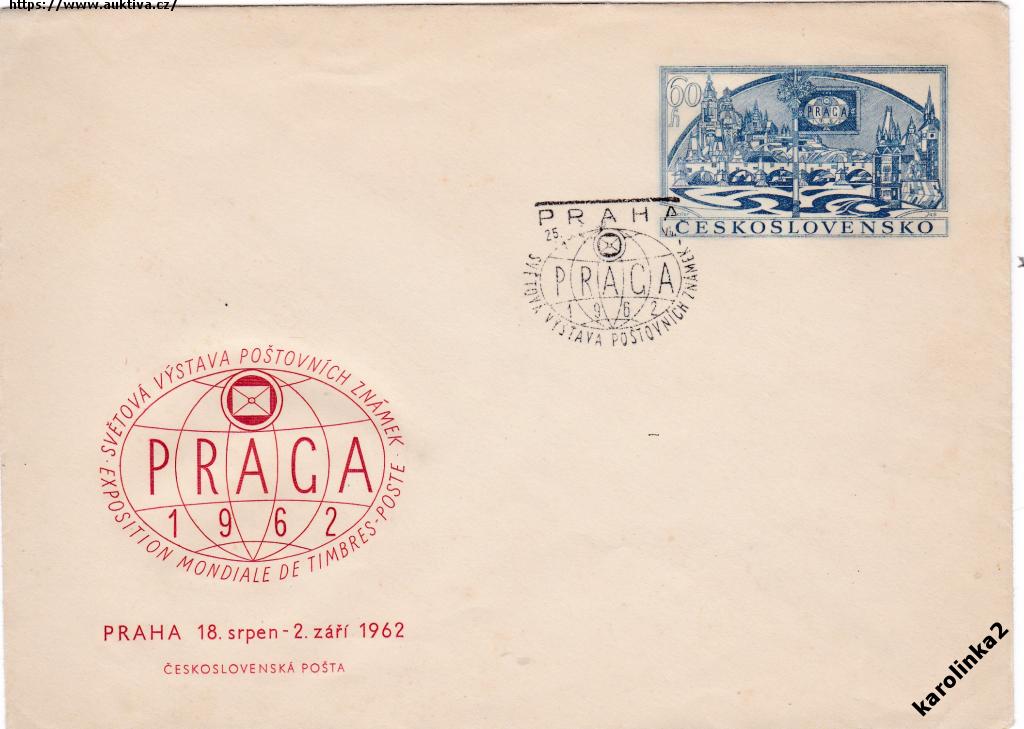 https://www.auktiva.cz/
60
h
PRAGA
ČESKOSLOVENSKO
PRAHA
25.
PRAGA
1962
SVĚTOVÁ VÝSTAVA POŠTOVNÍCH ZNÁMEK
SVĚTOVÁ VÝSTAVA POŠTOVNÍCH ZNÁMEK
PRAGA
1962
EXPOSITION MONDIALE DE TIMBRES-POSTE
PRAHA 18. srpen - 2. září 1962
ČESKOSLOVENSKÁ POŠTA
karolinka2